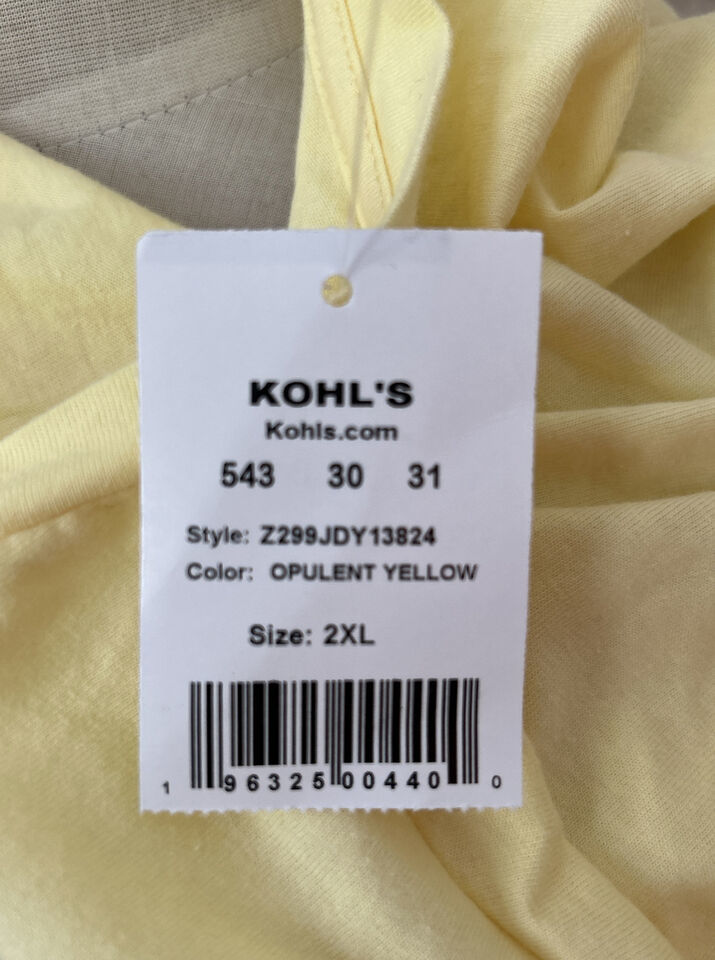 KOHL'S
Kohls.com
543 30 31
Style: Z299JDY13824
Color: OPULENT YELLOW
Size: 2XL
1 96325 00440 0